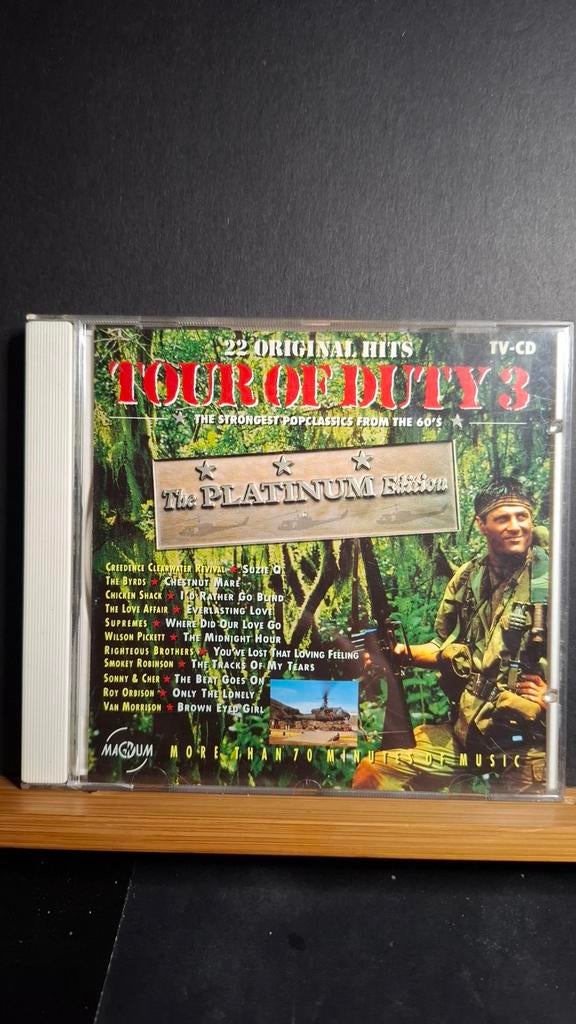 22 ORIGINAL HITS
TV-CD
TOUR OF DUTY 3
THE STRONGEST POPCLASSICS FROM THE 60'S
The PLATINUM Edition
CREEDENCE CLEARWATER REVIVAL ★ SUZIE Q
THE BYRDS ★ CHESTNUT MARE
CHICKEN SHACK ★ I'D RATHER GO BLIND
THE LOVE AFFAIR ★ EVERLASTING LOVE
SUPREMES ★ WHERE DID OUR LOVE GO
WILSON PICKETT ★ THE MIDNIGHT HOUR
RIGHTEOUS BROTHERS ★ YOU'VE LOST THAT LOVING FEELING
SMOKEY ROBINSON ★ THE TRACKS OF MY TEARS
SONNY & CHER ★ THE BEAT GOES ON
ROY ORBISON ★ ONLY THE LONELY
VAN MORRISON ★ BROWN EYED GIRL
MAGNUM
MORE THAN 70 MINUTES OF MUSIC